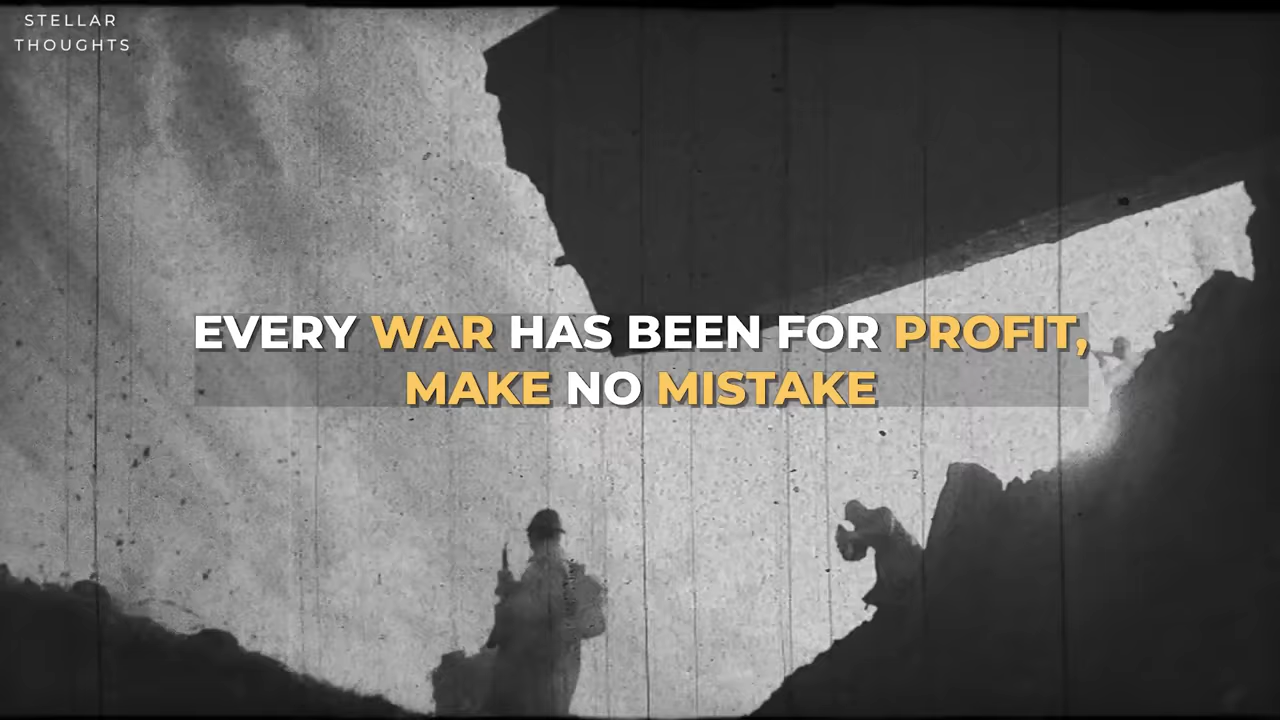 STELLAR
THOUGHTS
EVERY WAR HAS BEEN FOR PROFIT,
MAKE NO MISTAKE